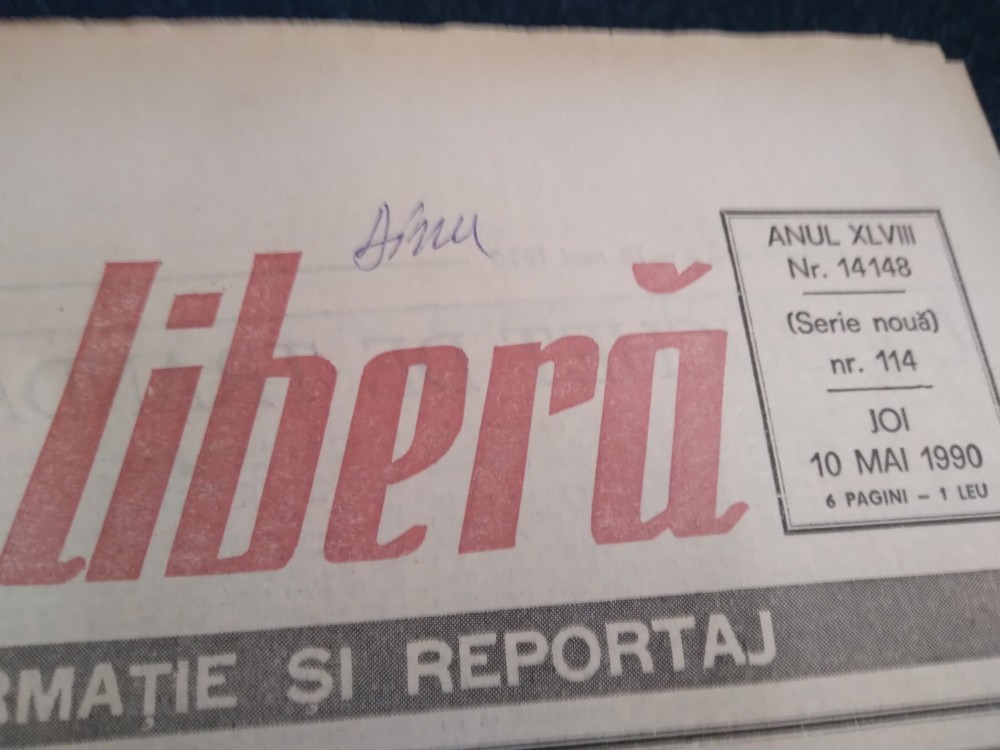 Dinu
liberă
ANUL XLVIII
Nr. 14148
(Serie nouă)
nr. 114
JOI
10 MAI 1990
6 PAGINI – 1 LEU
RMAȚIE ȘI REPORTAJ